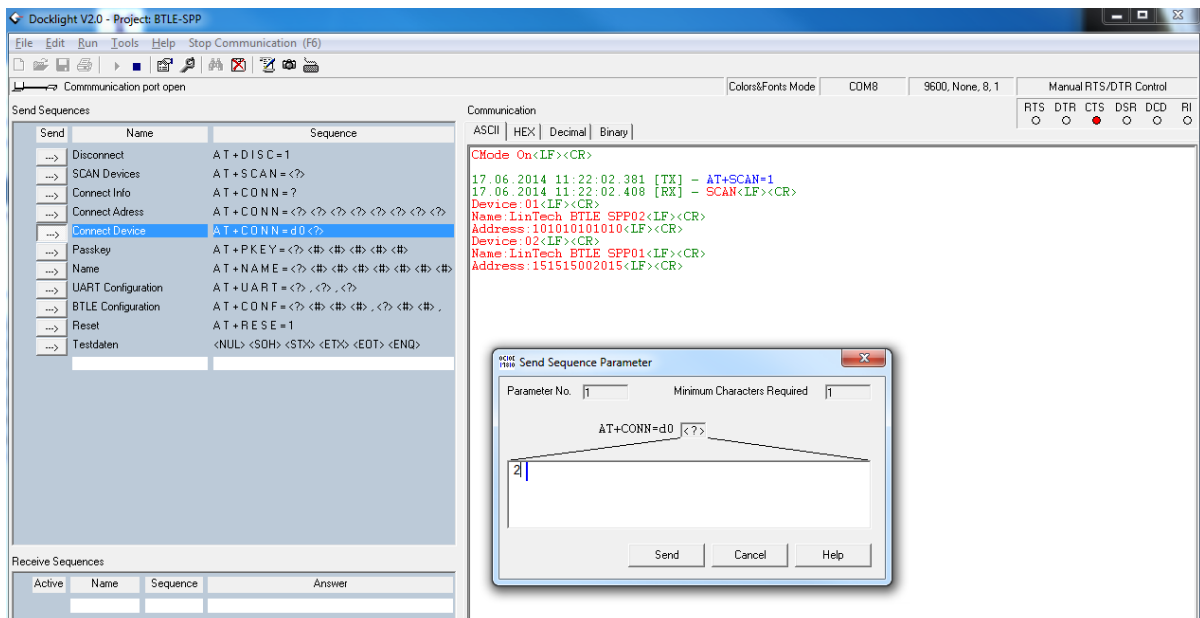 Docklight V2.0 - Project: BTLE-SPP
File Edit Run Tools Help Stop Communication (F6)
Commmunication port open Colors&Fonts Mode COM8 9600, None, 8, 1 Manual RTS/DTR Control
RTS DTR CTS DSR DCD RI
Send Sequences
Send Name Sequence
---> Disconnect AT+DISC=1
---> SCAN Devices AT+SCAN=<?>
---> Connect Info AT+CONN=?
---> Connect Adress AT+CONN=<?><?><?><?><?><?><?><?>
---> Connect Device AT+CONN=d0<?>
---> Passkey AT+PKEY=<?><#><#><#><#><#>
---> Name AT+NAME=<?><#><#><#><#><#><#>
---> UART Configuration AT+UART=<?>,<?>,<?>
---> BTLE Configuration AT+CONF=<?><#><#><#>,<?><#><#>,
---> Reset AT+RESE=1
---> Testdaten <NUL><SOH><STX><ETX><EOT><ENQ>
Communication
ASCII HEX Decimal Binary
CMode On<LF><CR>
17.06.2014 11:22:02.381 [TX] - AT+SCAN=1
17.06.2014 11:22:02.408 [RX] - SCAN<LF><CR>
Device:01<LF><CR>
Name:LinTech BTLE SPP02<LF><CR>
Address:101010101010<LF><CR>
Device:02<LF><CR>
Name:LinTech BTLE SPP01<LF><CR>
Address:151515002015<LF><CR>
Send Sequence Parameter
Parameter No. 1 Minimum Characters Required 1
AT+CONN=d0 <?>
2
Send Cancel Help
Receive Sequences
Active Name Sequence Answer